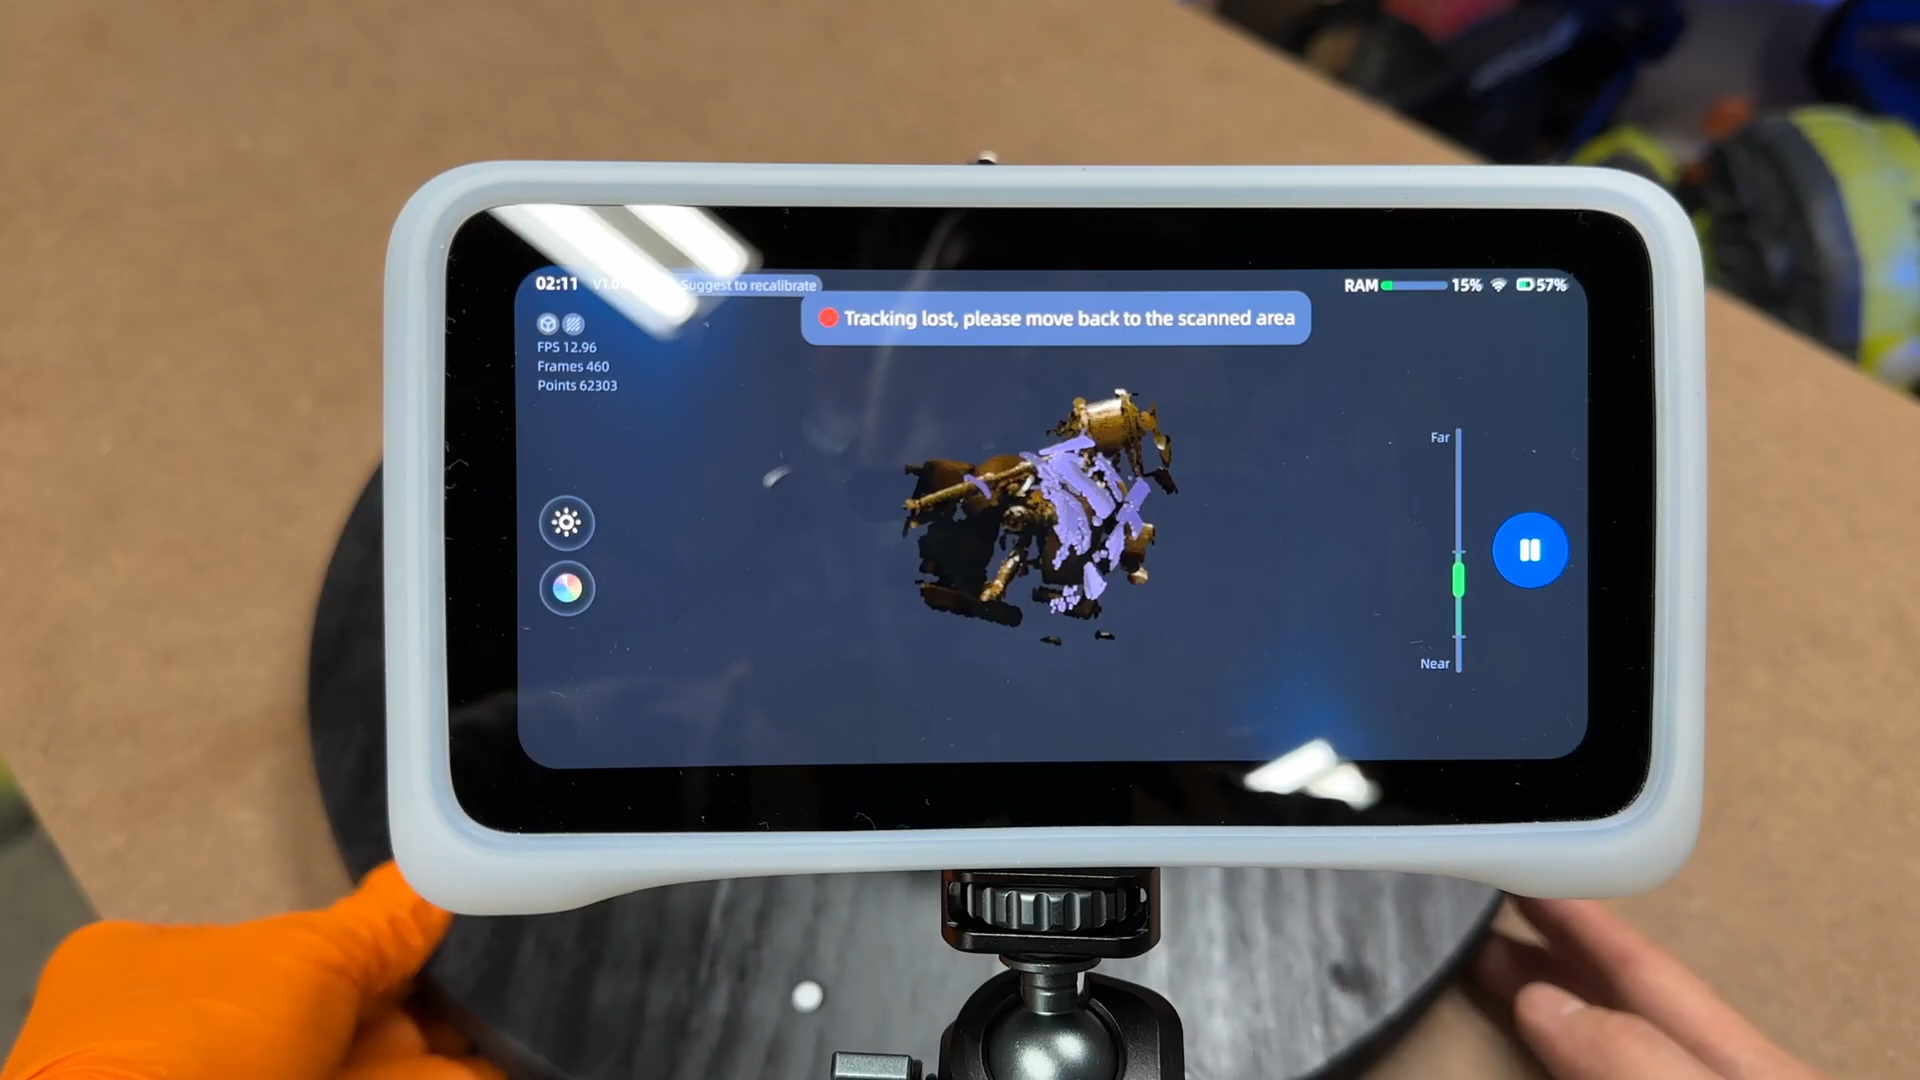 02:11
Suggest to recalibrate
RAM 15% 57%
Tracking lost, please move back to the scanned area
FPS 12.96
Frames 460
Points 62303
Far
Near